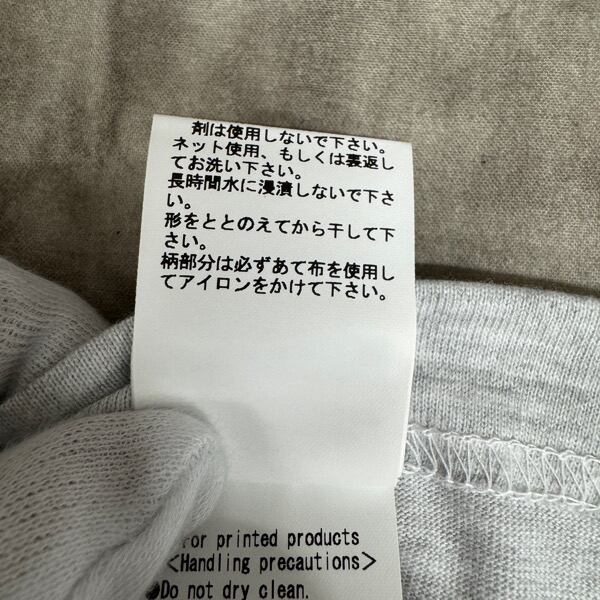 剤は使用しないで下さい。
ネット使用、もしくは裏返し
てお洗い下さい。
長時間水に浸漬しないで下さ
い。
形をととのえてから干して下
さい。
柄部分は必ずあて布を使用し
てアイロンをかけて下さい。
For printed products
<Handling precautions>
●Do not dry clean.